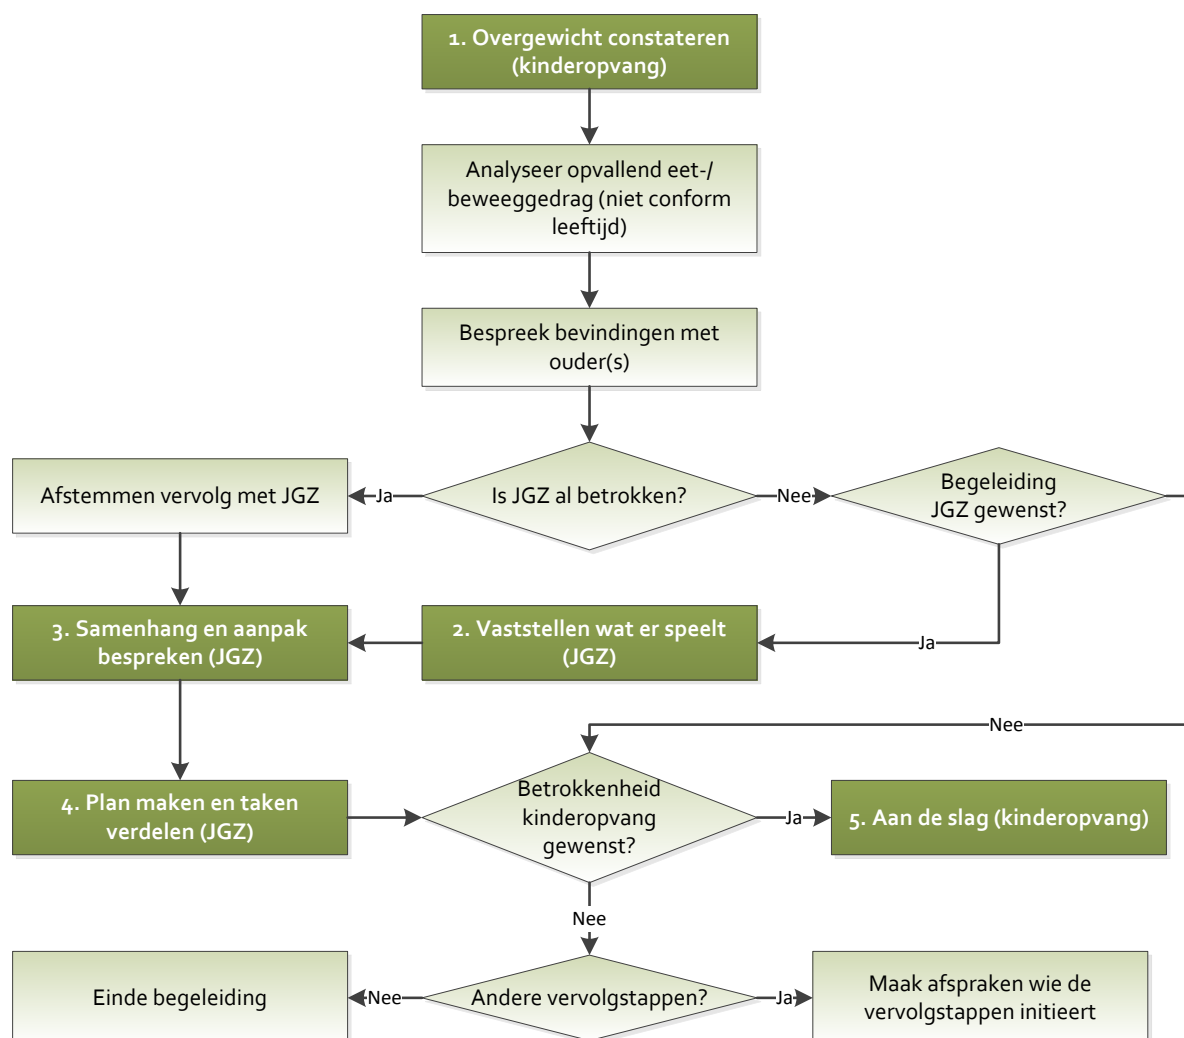 1. Overgewicht constateren
(kinderopvang)
Analyseer opvallend eet-/
beweeggedrag (niet conform
leeftijd)
Bespreek bevindingen met
ouder(s)
Afstemmen vervolg met JGZ
Ja
Is JGZ al betrokken?
Nee
Begeleiding
JGZ gewenst?
3. Samenhang en aanpak
bespreken (JGZ)
2. Vaststellen wat er speelt
(JGZ)
Ja
Nee
4. Plan maken en taken
verdelen (JGZ)
Betrokkenheid
kinderopvang
gewenst?
Ja
5. Aan de slag (kinderopvang)
Nee
Einde begeleiding
Nee
Andere vervolgstappen?
Ja
Maak afspraken wie de
vervolgstappen initieert